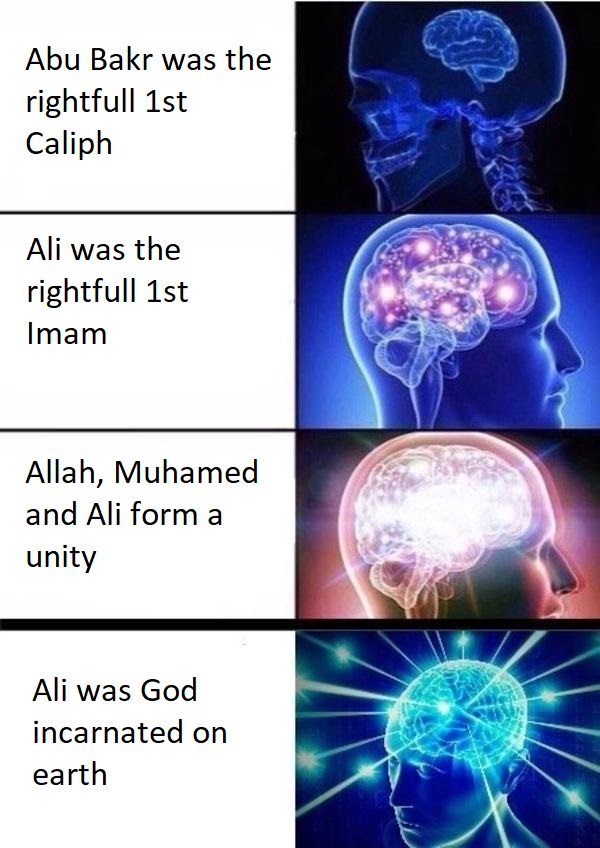 Abu Bakr was the
rightfull 1st
Caliph
Ali was the
rightfull 1st
Imam
Allah, Muhamed
and Ali form a
unity
Ali was God
incarnated on
earth